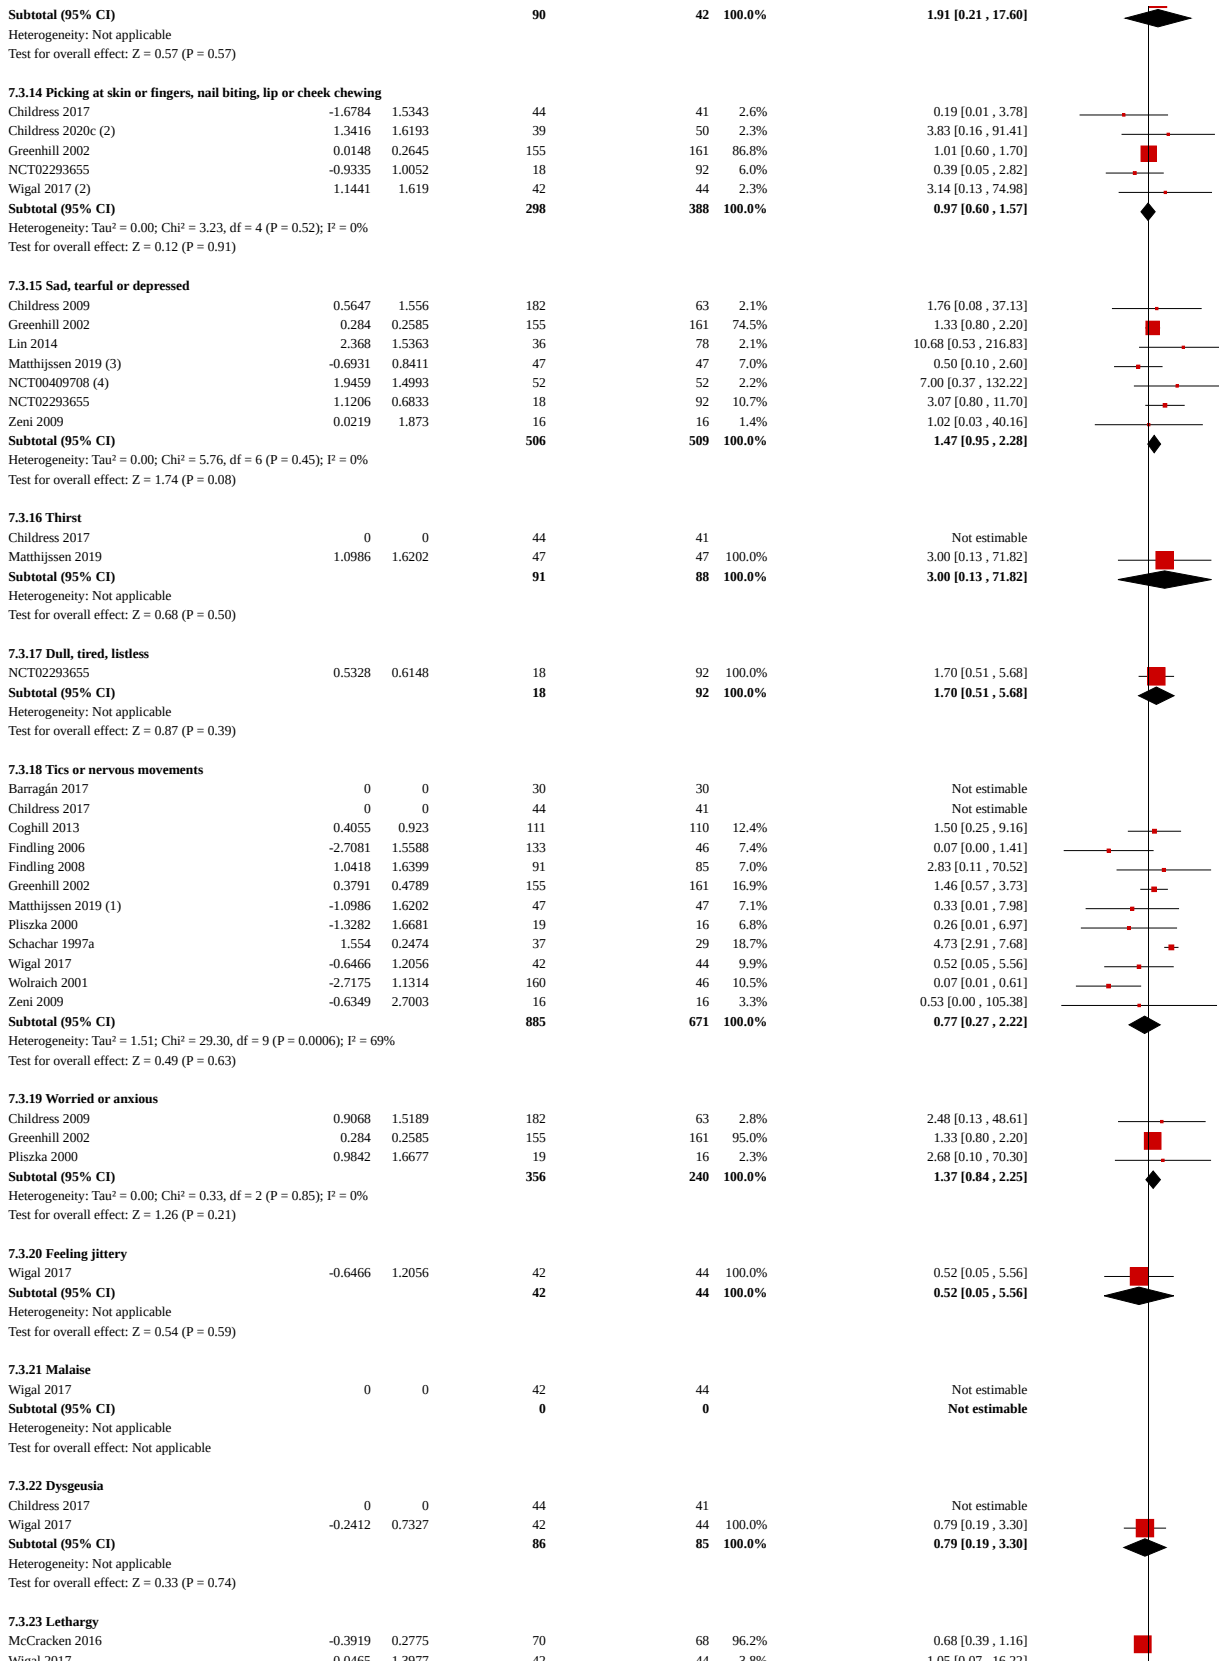 Subtotal (95% CI) 90 42 100.0% 1.91 [0.21 , 17.60]
Heterogeneity: Not applicable
Test for overall effect: Z = 0.57 (P = 0.57)
7.3.14 Picking at skin or fingers, nail biting, lip or cheek chewing
Childress 2017 -1.6784 1.5343 44 41 2.6% 0.19 [0.01 , 3.78]
Childress 2020c (2) 1.3416 1.6193 39 50 2.3% 3.83 [0.16 , 91.41]
Greenhill 2002 0.0148 0.2645 155 161 86.8% 1.01 [0.60 , 1.70]
NCT02293655 -0.9335 1.0052 18 92 6.0% 0.39 [0.05 , 2.82]
Wigal 2017 (2) 1.1441 1.619 42 44 2.3% 3.14 [0.13 , 74.98]
Subtotal (95% CI) 298 388 100.0% 0.97 [0.60 , 1.57]
Heterogeneity: Tau² = 0.00; Chi² = 3.23, df = 4 (P = 0.52); I² = 0%
Test for overall effect: Z = 0.12 (P = 0.91)
7.3.15 Sad, tearful or depressed
Childress 2009 0.5647 1.556 182 63 2.1% 1.76 [0.08 , 37.13]
Greenhill 2002 0.284 0.2585 155 161 74.5% 1.33 [0.80 , 2.20]
Lin 2014 2.368 1.5363 36 78 2.1% 10.68 [0.53 , 216.83]
Matthijssen 2019 (3) -0.6931 0.8411 47 47 7.0% 0.50 [0.10 , 2.60]
NCT00409708 (4) 1.9459 1.4993 52 52 2.2% 7.00 [0.37 , 132.22]
NCT02293655 1.1206 0.6833 18 92 10.7% 3.07 [0.80 , 11.70]
Zeni 2009 0.0219 1.873 16 16 1.4% 1.02 [0.03 , 40.16]
Subtotal (95% CI) 506 509 100.0% 1.47 [0.95 , 2.28]
Heterogeneity: Tau² = 0.00; Chi² = 5.76, df = 6 (P = 0.45); I² = 0%
Test for overall effect: Z = 1.74 (P = 0.08)
7.3.16 Thirst
Childress 2017 0 0 44 41 Not estimable
Matthijssen 2019 1.0986 1.6202 47 47 100.0% 3.00 [0.13 , 71.82]
Subtotal (95% CI) 91 88 100.0% 3.00 [0.13 , 71.82]
Heterogeneity: Not applicable
Test for overall effect: Z = 0.68 (P = 0.50)
7.3.17 Dull, tired, listless
NCT02293655 0.5328 0.6148 18 92 100.0% 1.70 [0.51 , 5.68]
Subtotal (95% CI) 18 92 100.0% 1.70 [0.51 , 5.68]
Heterogeneity: Not applicable
Test for overall effect: Z = 0.87 (P = 0.39)
7.3.18 Tics or nervous movements
Barragán 2017 0 0 30 30 Not estimable
Childress 2017 0 0 44 41 Not estimable
Coghill 2013 0.4055 0.923 111 110 12.4% 1.50 [0.25 , 9.16]
Findling 2006 -2.7081 1.5588 133 46 7.4% 0.07 [0.00 , 1.41]
Findling 2008 1.0418 1.6399 91 85 7.0% 2.83 [0.11 , 70.52]
Greenhill 2002 0.3791 0.4789 155 161 16.9% 1.46 [0.57 , 3.73]
Matthijssen 2019 (1) -1.0986 1.6202 47 47 7.1% 0.33 [0.01 , 7.98]
Pliszka 2000 -1.3282 1.6681 19 16 6.8% 0.26 [0.01 , 6.97]
Schachar 1997a 1.554 0.2474 37 29 18.7% 4.73 [2.91 , 7.68]
Wigal 2017 -0.6466 1.2056 42 44 9.9% 0.52 [0.05 , 5.56]
Wolraich 2001 -2.7175 1.1314 160 46 10.5% 0.07 [0.01 , 0.61]
Zeni 2009 -0.6349 2.7003 16 16 3.3% 0.53 [0.00 , 105.38]
Subtotal (95% CI) 885 671 100.0% 0.77 [0.27 , 2.22]
Heterogeneity: Tau² = 1.51; Chi² = 29.30, df = 9 (P = 0.0006); I² = 69%
Test for overall effect: Z = 0.49 (P = 0.63)
7.3.19 Worried or anxious
Childress 2009 0.9068 1.5189 182 63 2.8% 2.48 [0.13 , 48.61]
Greenhill 2002 0.284 0.2585 155 161 95.0% 1.33 [0.80 , 2.20]
Pliszka 2000 0.9842 1.6677 19 16 2.3% 2.68 [0.10 , 70.30]
Subtotal (95% CI) 356 240 100.0% 1.37 [0.84 , 2.25]
Heterogeneity: Tau² = 0.00; Chi² = 0.33, df = 2 (P = 0.85); I² = 0%
Test for overall effect: Z = 1.26 (P = 0.21)
7.3.20 Feeling jittery
Wigal 2017 -0.6466 1.2056 42 44 100.0% 0.52 [0.05 , 5.56]
Subtotal (95% CI) 42 44 100.0% 0.52 [0.05 , 5.56]
Heterogeneity: Not applicable
Test for overall effect: Z = 0.54 (P = 0.59)
7.3.21 Malaise
Wigal 2017 0 0 42 44 Not estimable
Subtotal (95% CI) 0 0 Not estimable
Heterogeneity: Not applicable
Test for overall effect: Not applicable
7.3.22 Dysgeusia
Childress 2017 0 0 44 41 Not estimable
Wigal 2017 -0.2412 0.7327 42 44 100.0% 0.79 [0.19 , 3.30]
Subtotal (95% CI) 86 85 100.0% 0.79 [0.19 , 3.30]
Heterogeneity: Not applicable
Test for overall effect: Z = 0.33 (P = 0.74)
7.3.23 Lethargy
McCracken 2016 -0.3919 0.2775 70 68 96.2% 0.68 [0.39 , 1.16]
Wigal 2017 0.0465 1.3977 42 44 3.8% 1.05 [0.07 , 16.22]